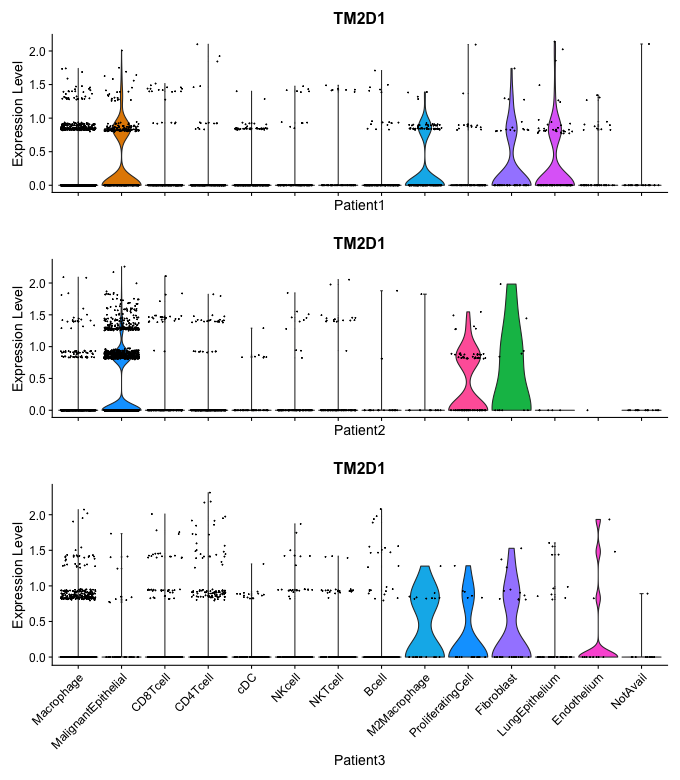 TM2D1
Expression Level
2.0
1.5
1.0
0.5
0.0
Patient1
TM2D1
Expression Level
2.0
1.5
1.0
0.5
0.0
Patient2
TM2D1
Expression Level
2.0
1.5
1.0
0.5
0.0
Macrophage
MalignantEpithelial
CD8Tcell
CD4Tcell
cDC
NKcell
NKTcell
Bcell
M2Macrophage
ProliferatingCell
Fibroblast
LungEpithelium
Endothelium
NotAvail
Patient3